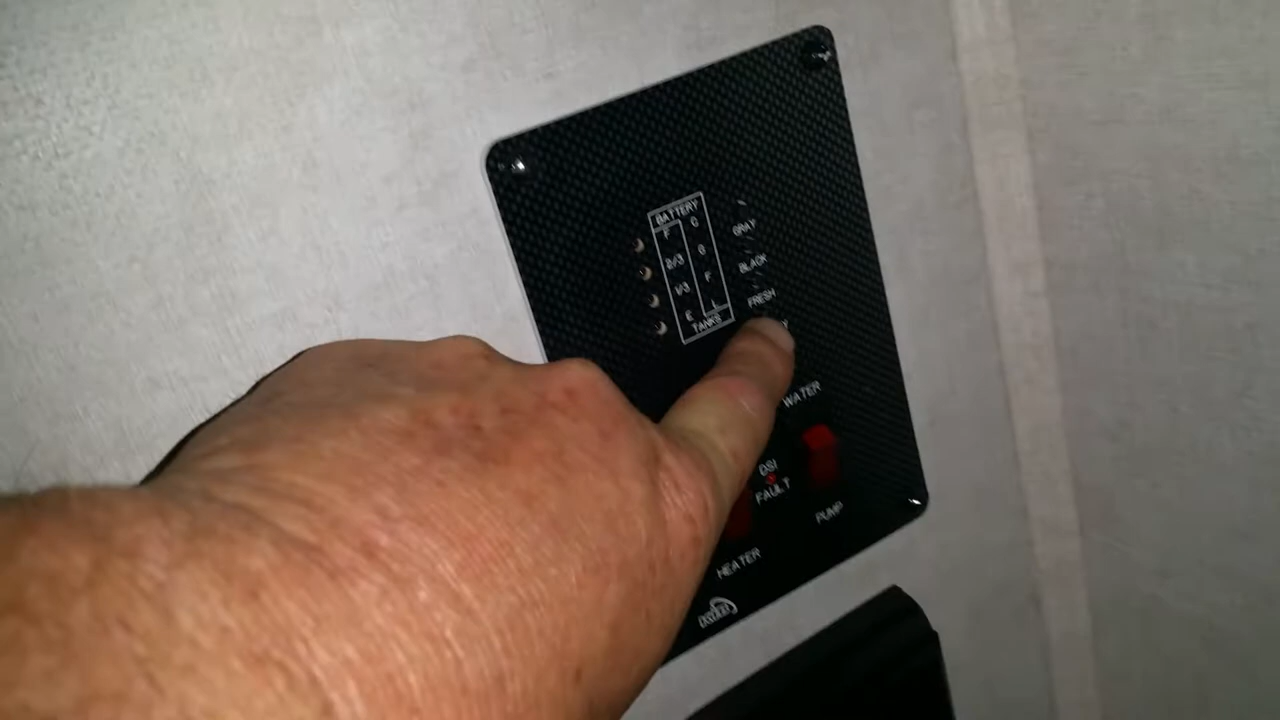 BATTERY
F C
2/3 G
1/3 F
E L
TANKS
GRAY
BLACK
FRESH
Y
WATER
DSI
FAULT
PUMP
HEATER